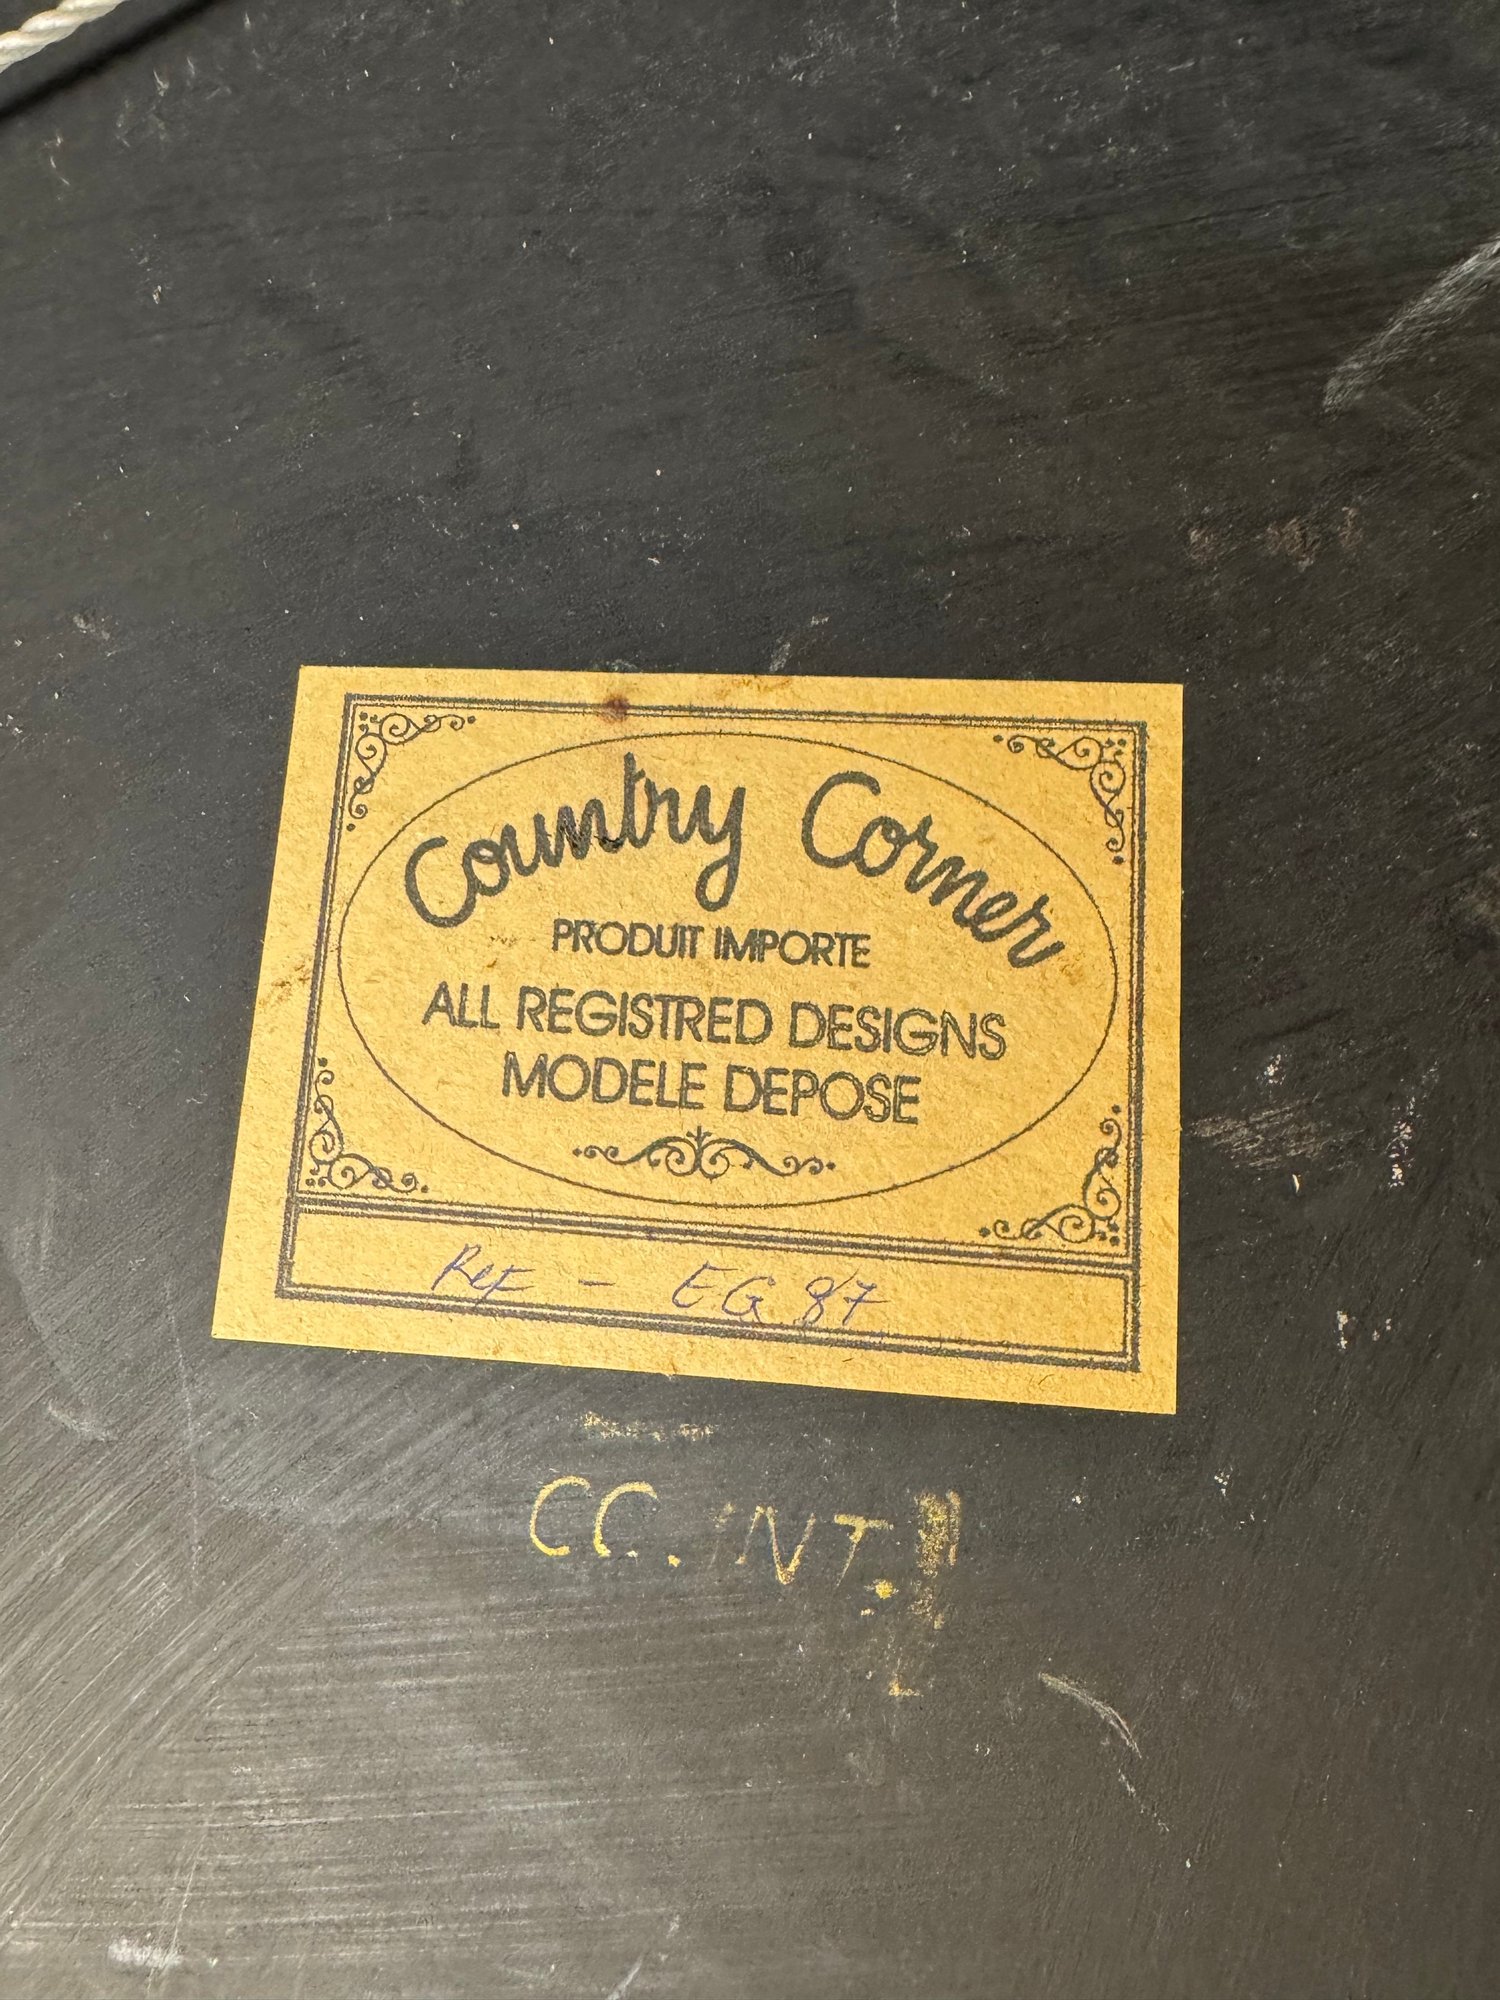 Country Corner
PRODUIT IMPORTE
ALL REGISTRED DESIGNS
MODELE DEPOSE
Ref - EG 87
CC. INT.